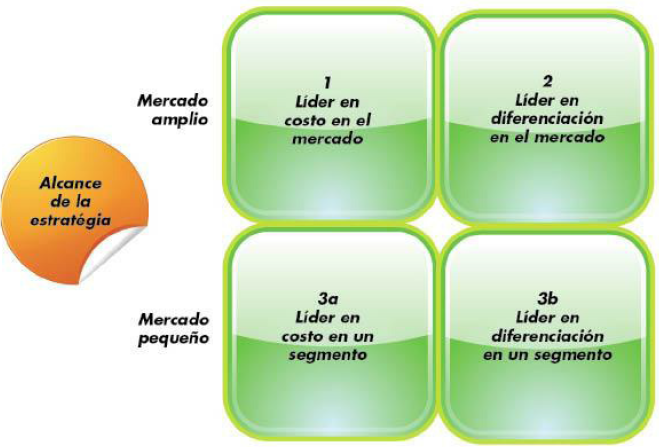 Mercado
amplio
1
Líder en
costo en el
mercado
2
Líder en
diferenciación
en el mercado
Alcance
de la
estratégia
Mercado
pequeño
3a
Líder en
costo en un
segmento
3b
Líder en
diferenciación
en un segmento